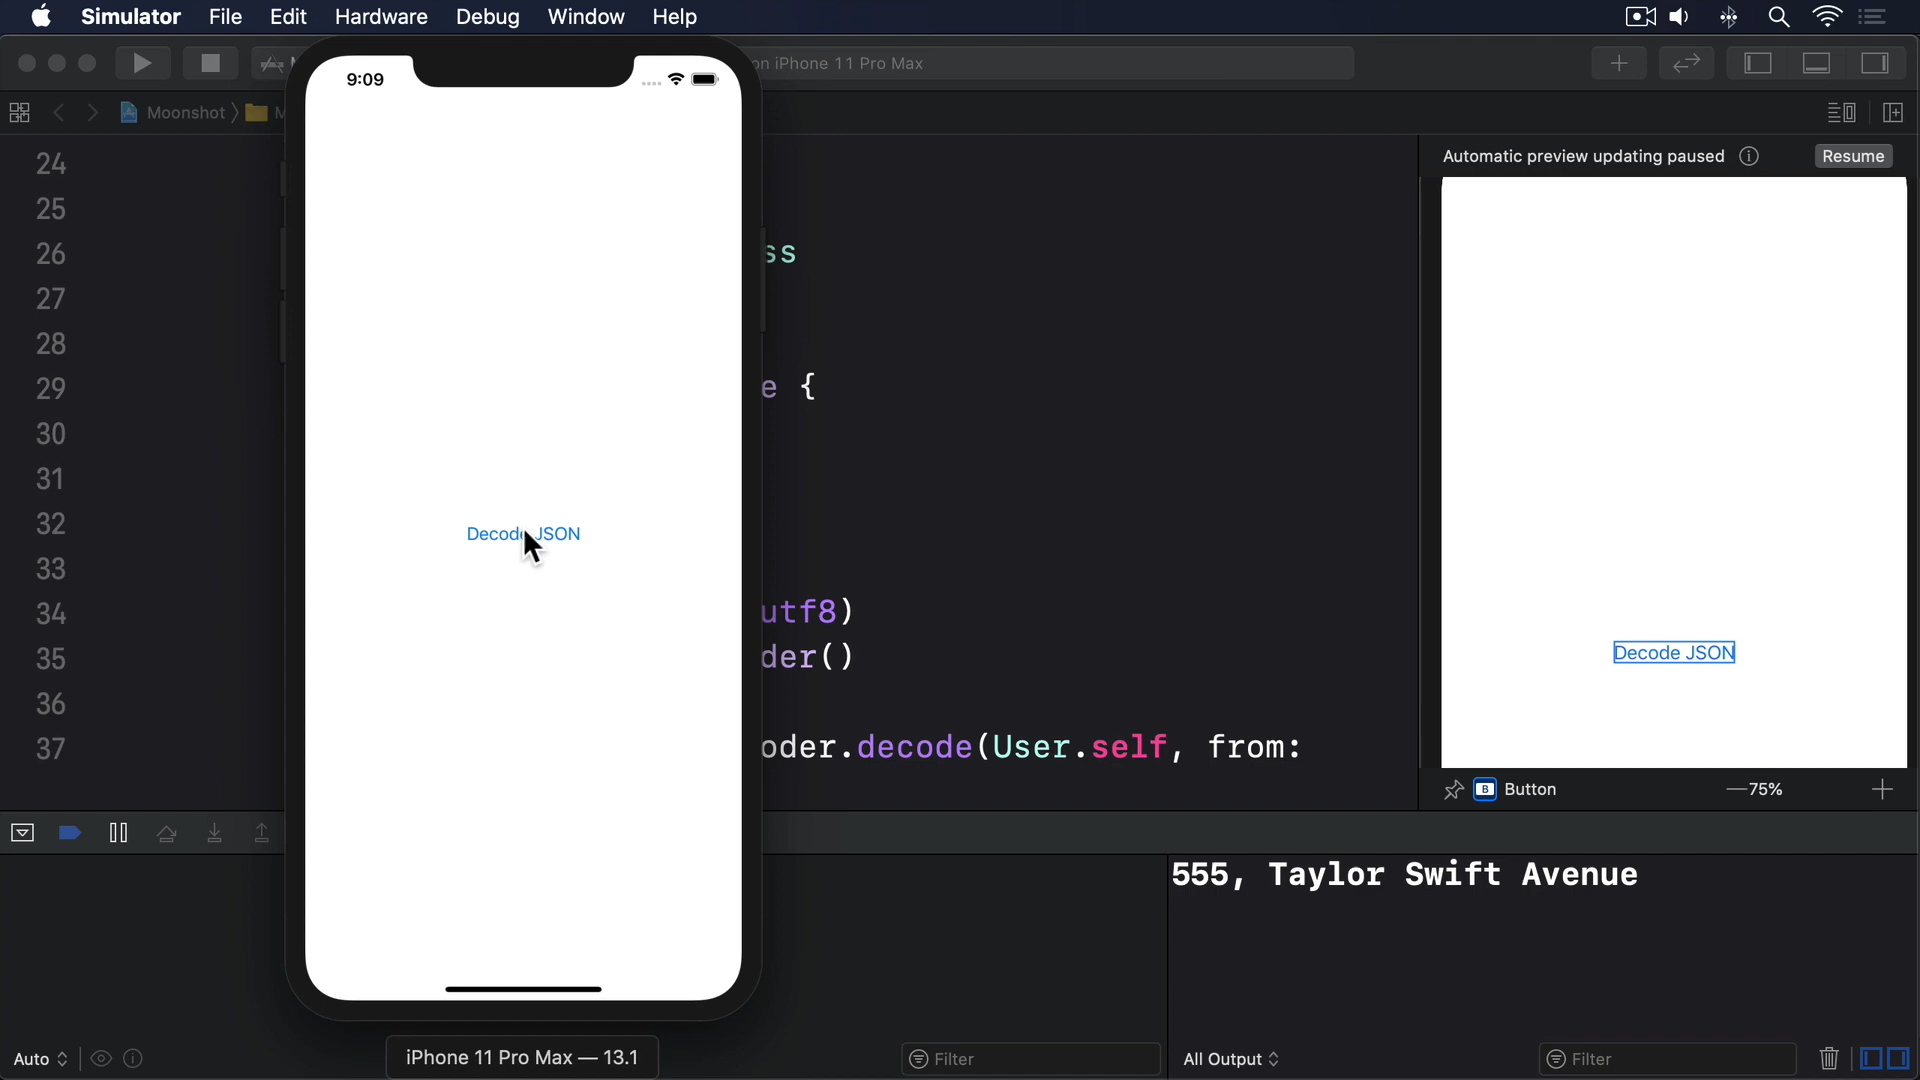 Simulator File Edit Hardware Debug Window Help
on iPhone 11 Pro Max
Moonshot
9:09
Automatic preview updating paused
Resume
24
25
26 ss
27
28
29 e {
30
31
32
33
34 utf8)
35 der()
36
37 oder.decode(User.self, from:
Decode JSON
Decode JSON
B Button
75%
555, Taylor Swift Avenue
Auto
iPhone 11 Pro Max — 13.1
Filter
All Output
Filter